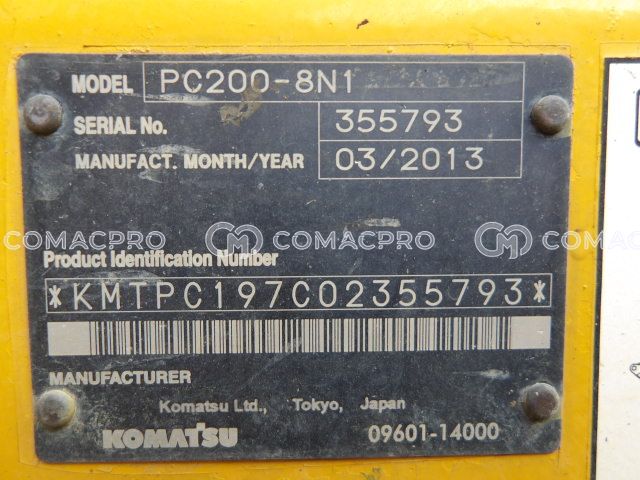 MODEL PC200-8N1
SERIAL No. 355793
MANUFACT. MONTH/YEAR 03/2013
COMACPRO COMACPRO COMACPRO
Product Identification Number
*KMTPC197C02355793*
MANUFACTURER
Komatsu Ltd., Tokyo, Japan
KOMATSU 09601-14000